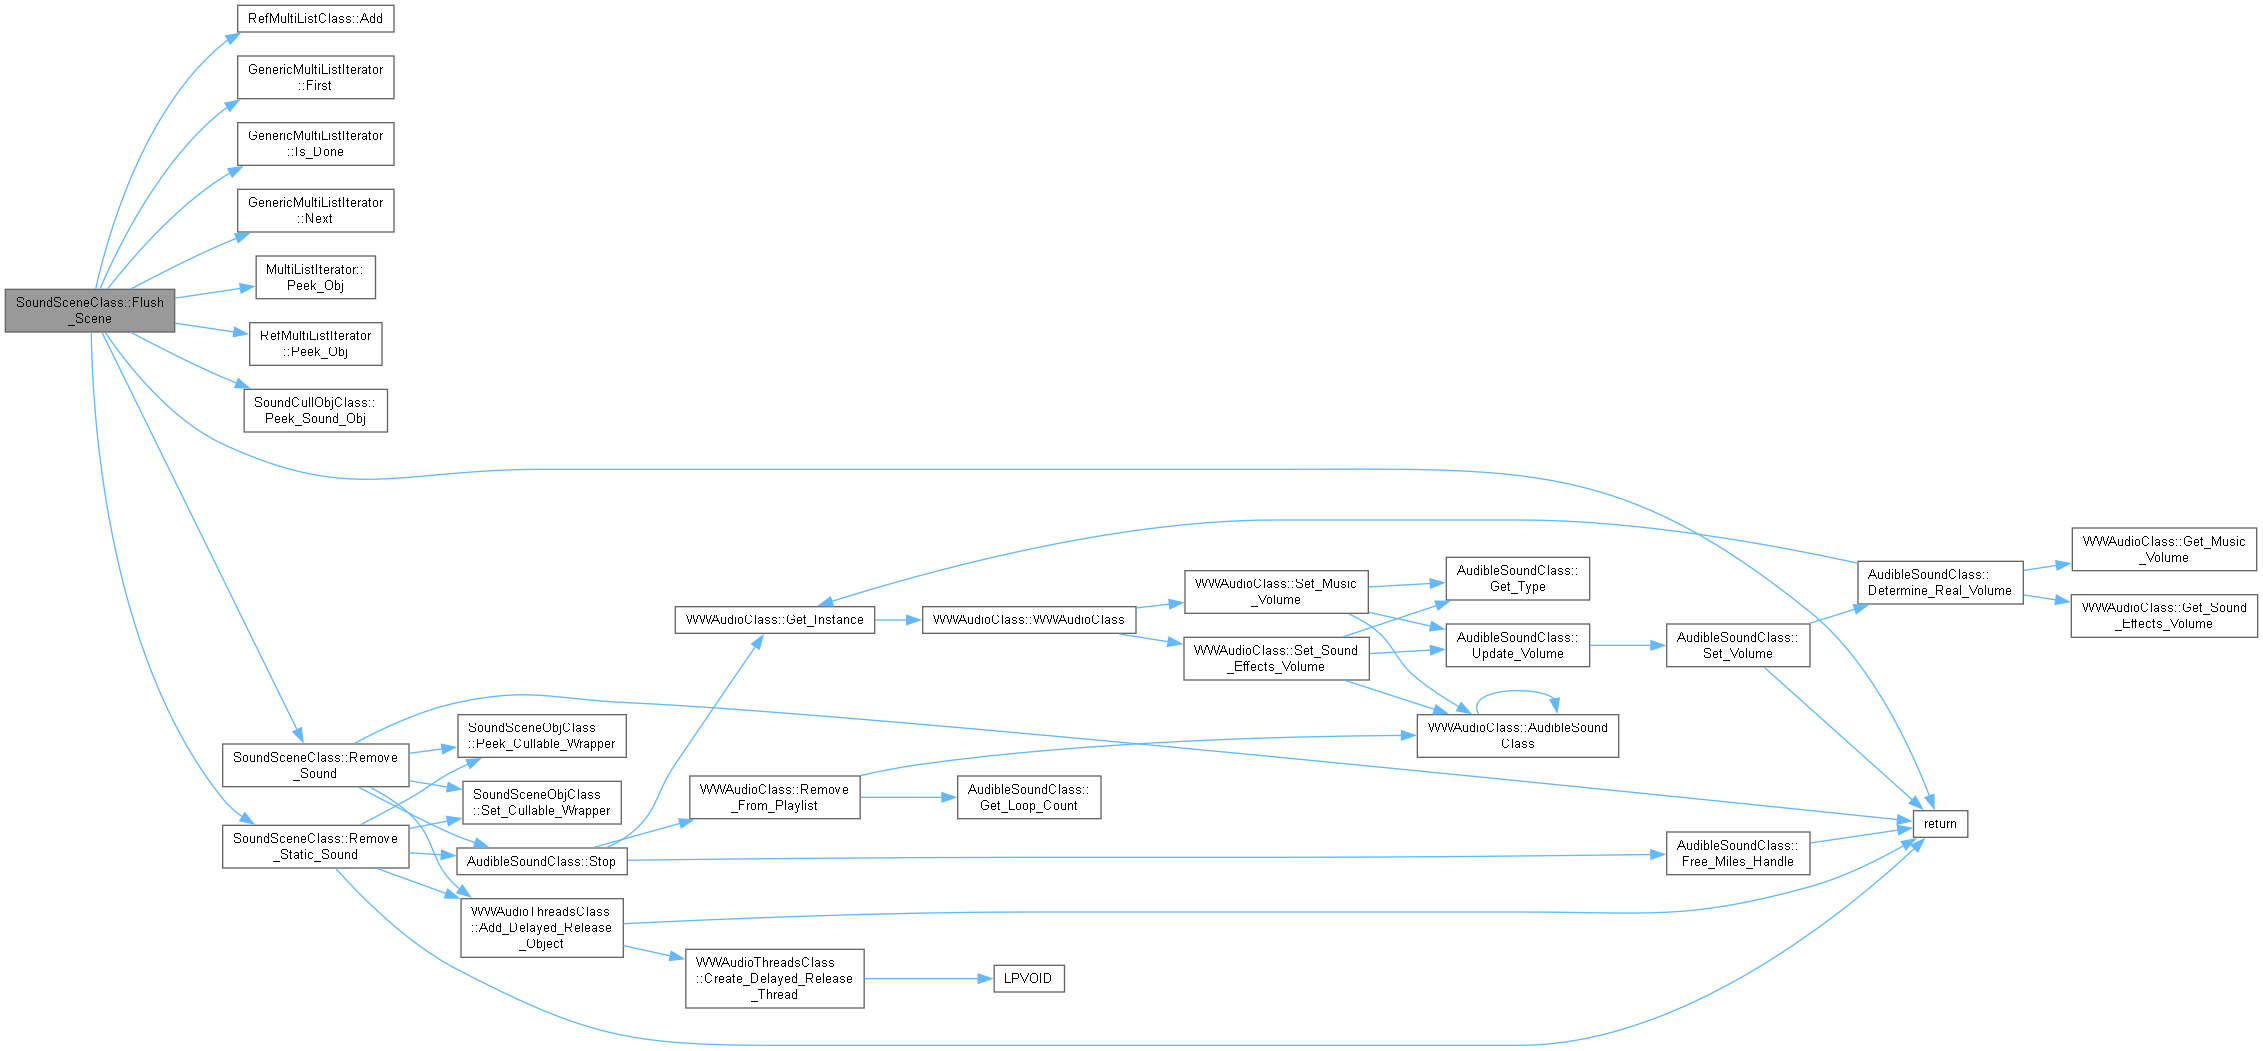 RefMultiListClass::Add
GenericMultiListIterator
::First
GenericMultiListIterator
::Is_Done
GenericMultiListIterator
::Next
MultiListIterator::
Peek_Obj
SoundSceneClass::Flush
_Scene
RefMultiListIterator
::Peek_Obj
SoundCullObjClass::
Peek_Sound_Obj
SoundSceneClass::Remove
_Sound
SoundSceneClass::Remove
_Static_Sound
SoundSceneObjClass
::Peek_Cullable_Wrapper
SoundSceneObjClass
::Set_Cullable_Wrapper
AudibleSoundClass::Stop
WWAudioThreadsClass
::Add_Delayed_Release
_Object
WWAudioClass::Get_Instance
WWAudioClass::Remove
_From_Playlist
WWAudioThreadsClass
::Create_Delayed_Release
_Thread
WWAudioClass::WWAudioClass
AudibleSoundClass::
Get_Loop_Count
LPVOID
WWAudioClass::Set_Music
_Volume
WWAudioClass::Set_Sound
_Effects_Volume
AudibleSoundClass::
Get_Type
AudibleSoundClass::
Update_Volume
WWAudioClass::AudibleSound
Class
AudibleSoundClass::
Set_Volume
AudibleSoundClass::
Free_Miles_Handle
AudibleSoundClass::
Determine_Real_Volume
return
WWAudioClass::Get_Music
_Volume
WWAudioClass::Get_Sound
_Effects_Volume